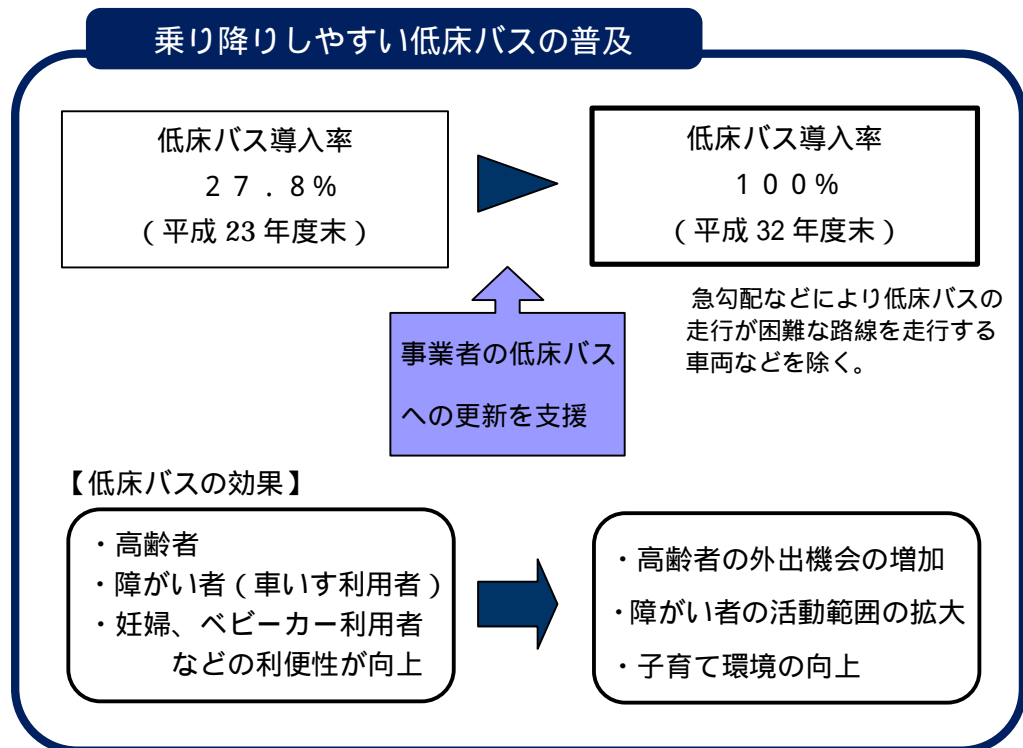 乗り降りしやすい低床バスの普及
低床バス導入率
27.8%
(平成23年度末)
低床バス導入率
100%
(平成32年度末)
急勾配などにより低床バスの
走行が困難な路線を走行する
車両などを除く。
事業者の低床バス
への更新を支援
【低床バスの効果】
・高齢者
・障がい者(車いす利用者)
・妊婦、ベビーカー利用者
などの利便性が向上
・高齢者の外出機会の増加
・障がい者の活動範囲の拡大
・子育て環境の向上